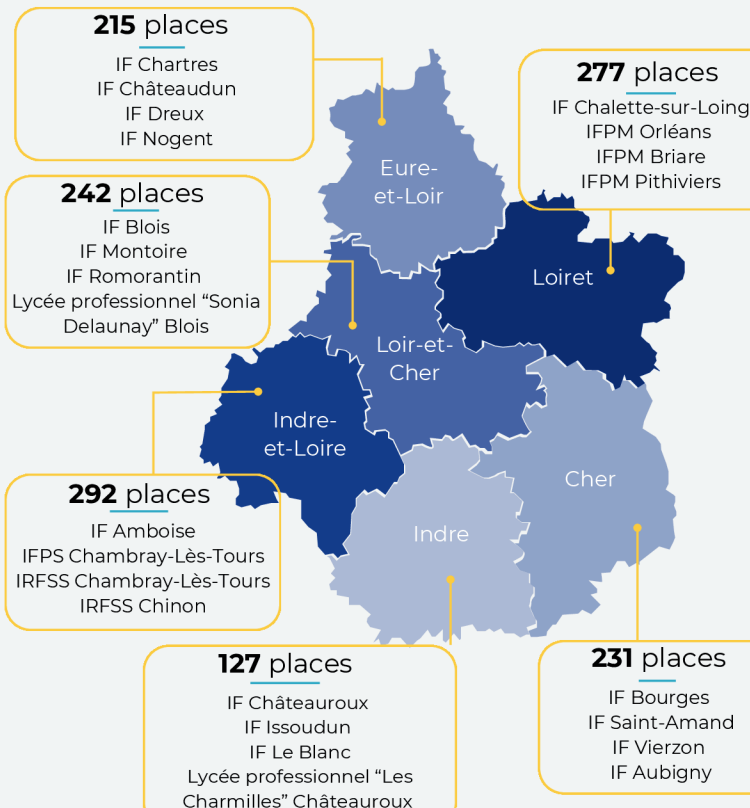 215 places
IF Chartres
IF Châteaudun
IF Dreux
IF Nogent
277 places
IF Chalette-sur-Loing
IFPM Orléans
IFPM Briare
IFPM Pithiviers
242 places
IF Blois
IF Montoire
IF Romorantin
Lycée professionnel “Sonia
Delaunay” Blois
Eure-
et-Loir
Loiret
Loir-et-
Cher
Indre-
et-Loire
Cher
Indre
292 places
IF Amboise
IFPS Chambray-Lès-Tours
IRFSS Chambray-Lès-Tours
IRFSS Chinon
127 places
IF Châteauroux
IF Issoudun
IF Le Blanc
Lycée professionnel “Les
Charmilles” Châteauroux
231 places
IF Bourges
IF Saint-Amand
IF Vierzon
IF Aubigny